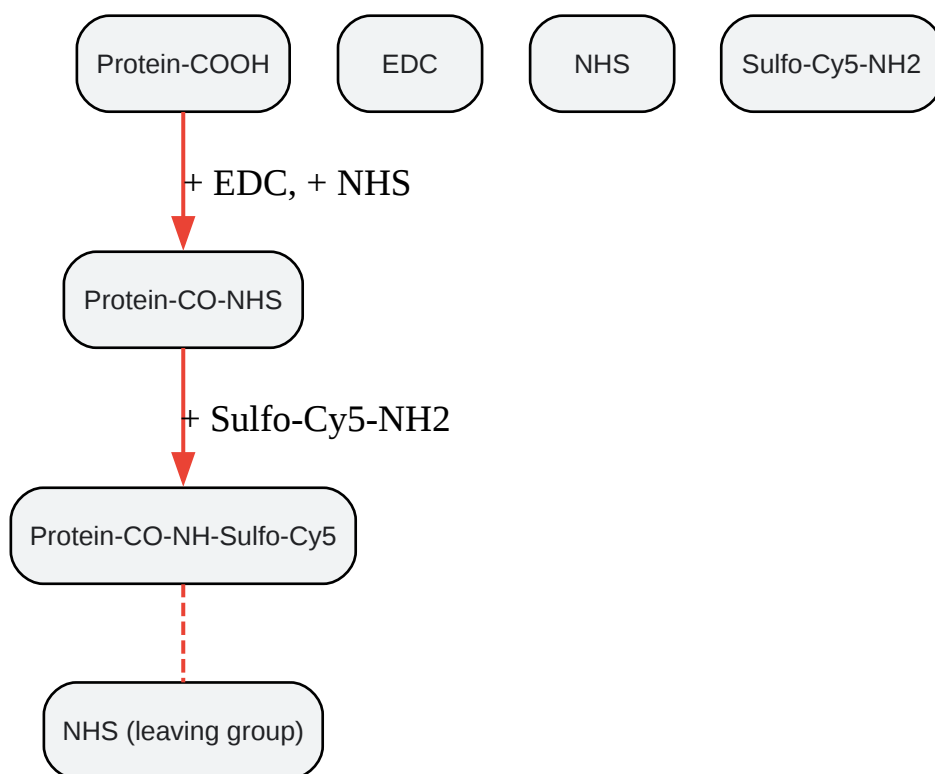 Protein-COOH
EDC
NHS
Sulfo-Cy5-NH2
+ EDC, + NHS
Protein-CO-NHS
+ Sulfo-Cy5-NH2
Protein-CO-NH-Sulfo-Cy5
NHS (leaving group)